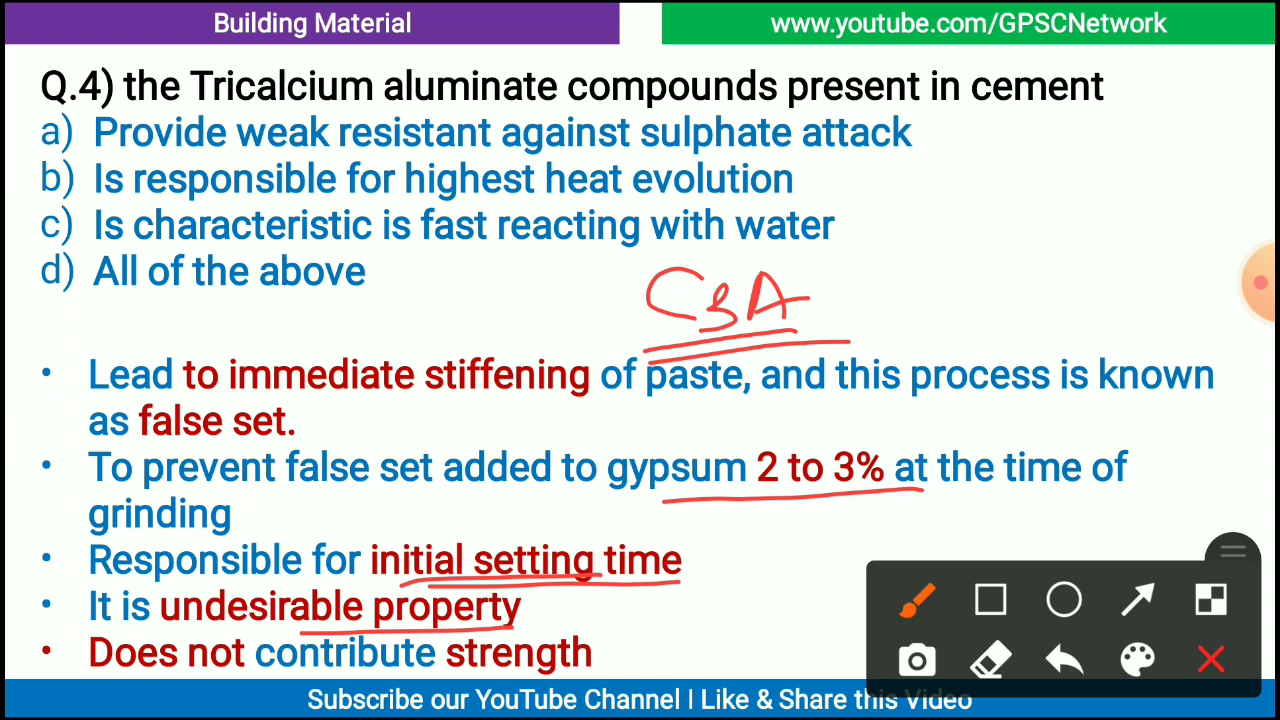 Building Material
www.youtube.com/GPSCNetwork
Q.4) the Tricalcium aluminate compounds present in cement
a) Provide weak resistant against sulphate attack
b) Is responsible for highest heat evolution
c) Is characteristic is fast reacting with water
d) All of the above
C3A
• Lead to immediate stiffening of paste, and this process is known
as false set.
• To prevent false set added to gypsum 2 to 3% at the time of
grinding
• Responsible for initial setting time
• It is undesirable property
• Does not contribute strength
Subscribe our YouTube Channel I Like & Share this Video